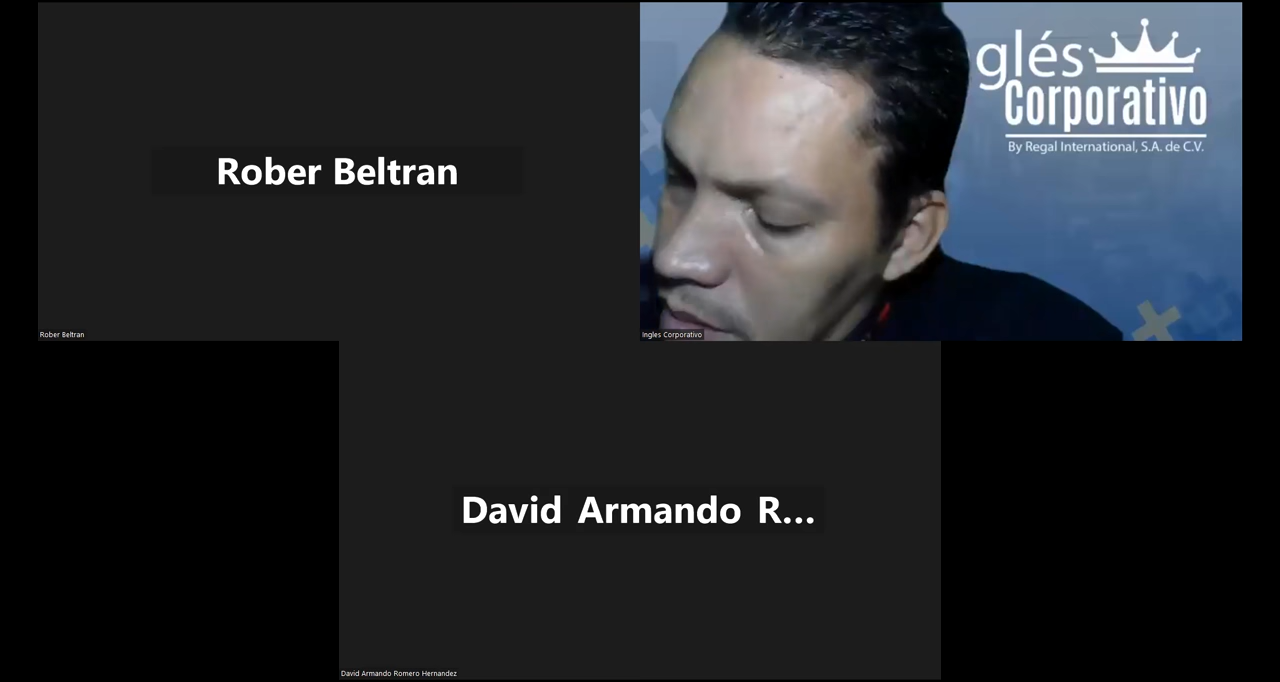 Rober Beltran
Rober Beltran
glés
Corporativo
By Regal International, S.A. de C.V.
Ingles Corporativo
David Armando R...
David Armando Romero Hernandez